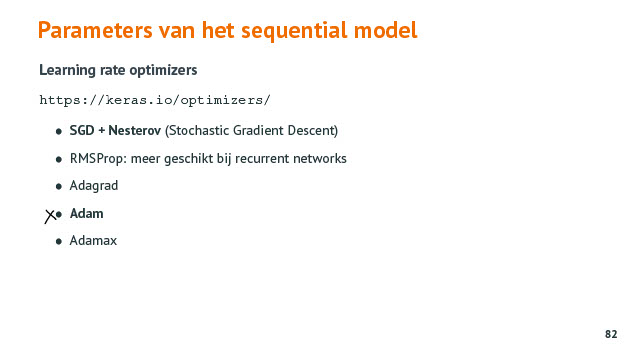 Parameters van het sequential model
Learning rate optimizers
https://keras.io/optimizers/
● SGD + Nesterov (Stochastic Gradient Descent)
● RMSProp: meer geschikt bij recurrent networks
● Adagrad
● Adam
● Adamax
82